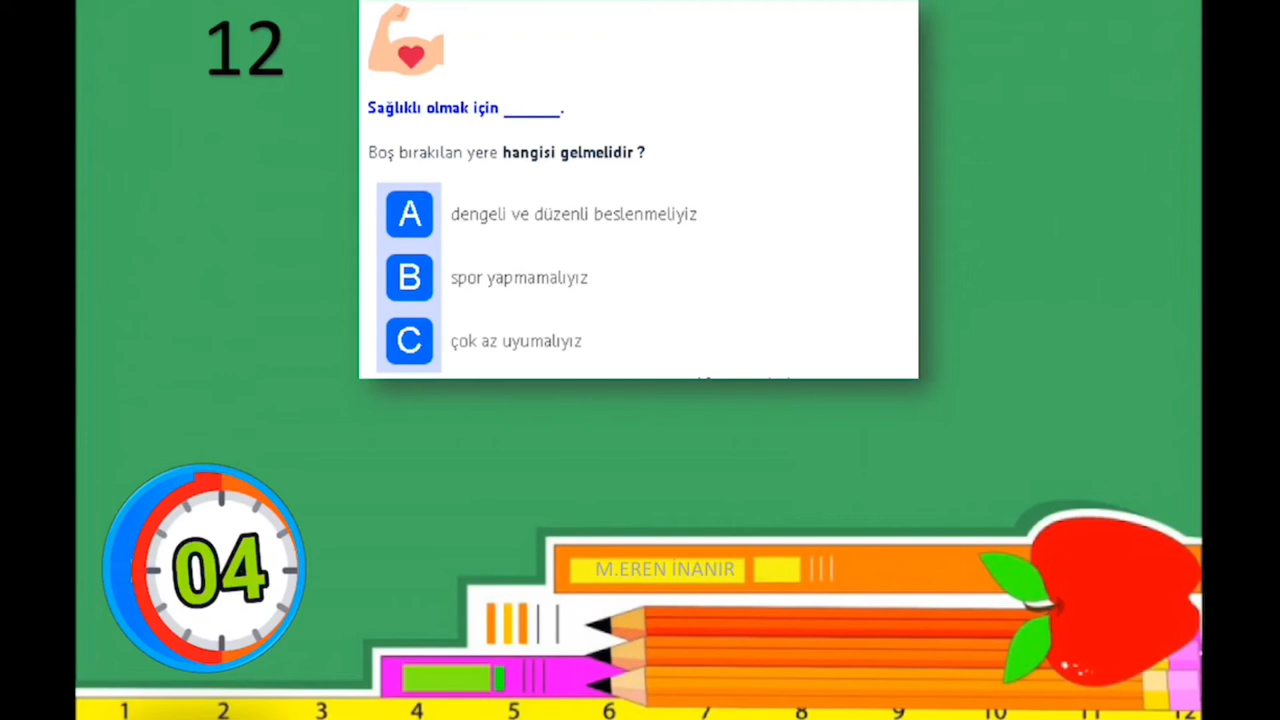 12
Sağlıklı olmak için ______.
Boş bırakılan yere hangisi gelmelidir ?
A dengeli ve düzenli beslenmeliyiz
B spor yapmamalıyız
C çok az uyumalıyız
04
M.EREN İNANIR
1 2 3 4 5 6 7 8 9 10 11 12